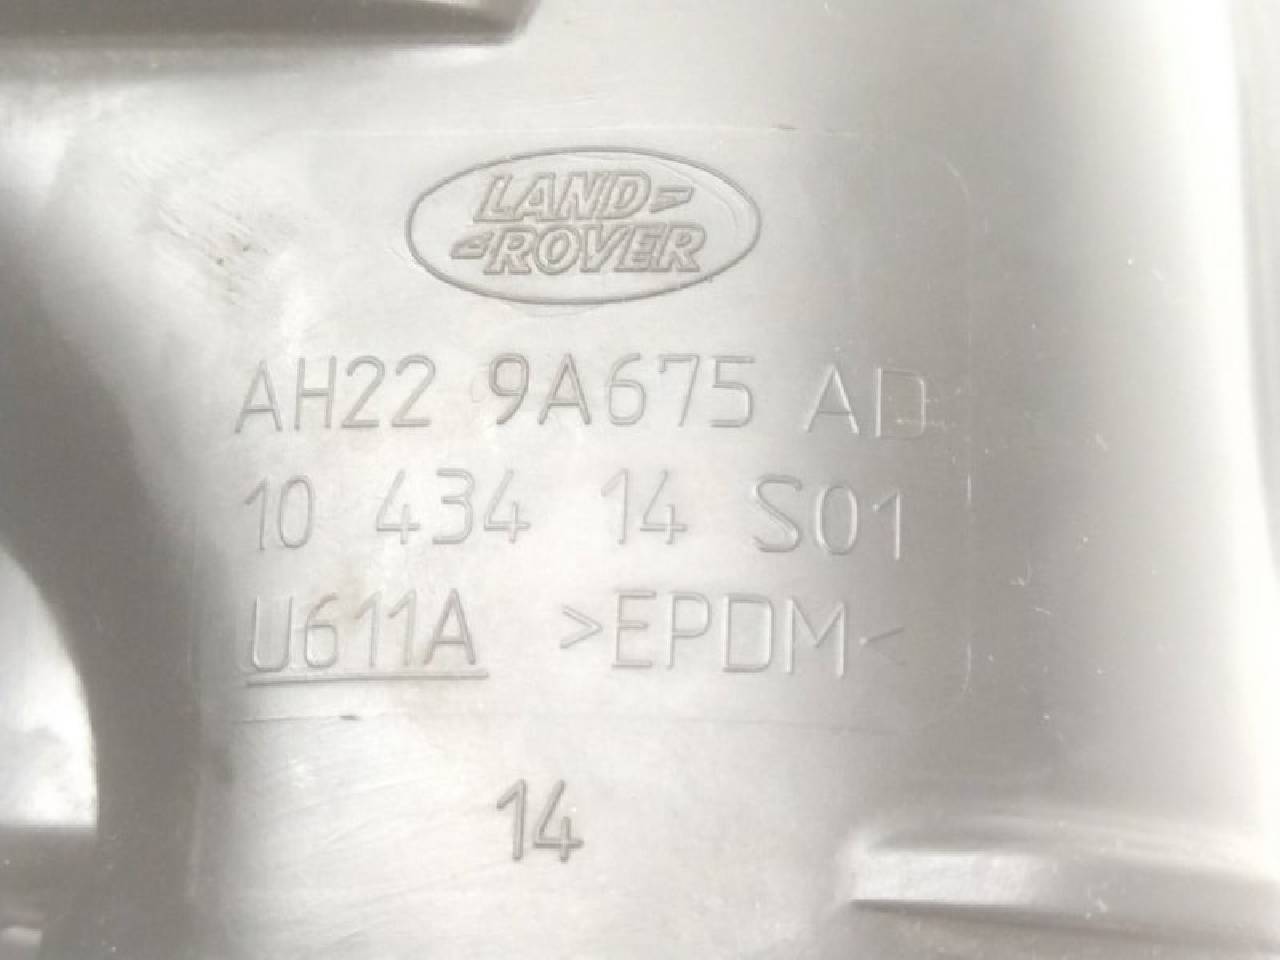 LAND
ROVER
AH22 9A675 AD
10 434 14 S01
U611A >EPDM<
14